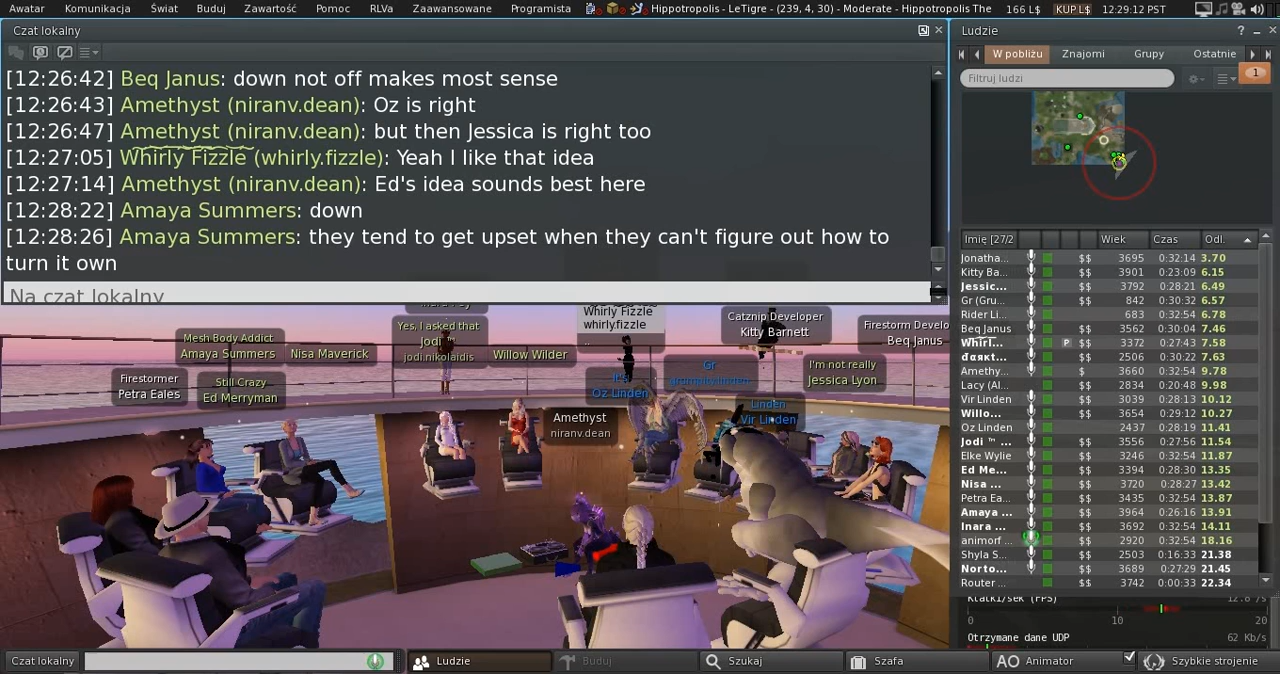 Awatar Komunikacja Świat Buduj Zawartość Pomoc RLVa Zaawansowane Programista Hippotropolis - LeTigre - (239, 4, 30) - Moderate - Hippotropolis The 166 L$ KUP L$ 12:29:12 PST
Czat lokalny
[12:26:42] Beq Janus: down not off makes most sense
[12:26:43] Amethyst (niranv.dean): Oz is right
[12:26:47] Amethyst (niranv.dean): but then Jessica is right too
[12:27:05] Whirly Fizzle (whirly.fizzle): Yeah I like that idea
[12:27:14] Amethyst (niranv.dean): Ed's idea sounds best here
[12:28:22] Amaya Summers: down
[12:28:26] Amaya Summers: they tend to get upset when they can't figure out how to
turn it own
Na czat lokalny
Whirly Fizzle
whirly.fizzle
Catznip Developer
Kitty Barnett
Firestorm Develo
Beq Janus
Mesh Body Addict
Amaya Summers
Nisa Maverick
Yes, I asked that
Jodi ™
jodi.nikolaidis
Willow Wilder
Firestormer
Petra Eales
Still Crazy
Ed Merryman
Oz Linden
Gr
I'm not really
Jessica Lyon
Linden
Vir Linden
Amethyst
niranv.dean
Ludzie
W pobliżu Znajomi Grupy Ostatnie
Filtruj ludzi
1
Imię [27/2 Wiek Czas Odl.
Jonatha... $$ 3695 0:32:14 3.70
Kitty Ba... $$ 3901 0:23:09 6.15
Jessic... $$ 3792 0:28:21 6.49
Gr (Gru... $$ 842 0:30:32 6.57
Rider Li... 683 0:32:54 6.78
Beq Janus $$ 3562 0:30:04 7.46
Whirl... P $$ 3372 0:27:43 7.58
$$ 2506 0:30:22 7.63
Amethy... $ 3660 0:32:54 9.78
Lacy (Al... $$ 2834 0:20:48 9.98
Vir Linden $$ 3039 0:28:13 10.12
Willo... $$ 3654 0:29:12 10.27
Oz Linden 2437 0:28:19 11.41
Jodi ™ ... $$ 3556 0:27:56 11.54
Elke Wylie $$ 3246 0:32:54 11.87
Ed Me... $$ 3394 0:28:30 13.35
Nisa ... $$ 3720 0:28:27 13.42
Petra Ea... $$ 3435 0:32:54 13.87
Amaya ... $$ 3964 0:26:16 13.91
Inara ... $$ 3692 0:32:54 14.11
animorf ... $$ 2920 0:32:54 18.16
Shyla S... $$ 2503 0:16:33 21.38
Norto... $$ 3689 0:27:29 21.45
Router ... $$ 3742 0:00:33 22.34
Klatki/sek (FPS) 12.8 /s
0 10 20
Otrzymane dane UDP 62 Kb/s
Czat lokalny Ludzie Buduj Szukaj Szafa AO Animator Szybkie strojenie